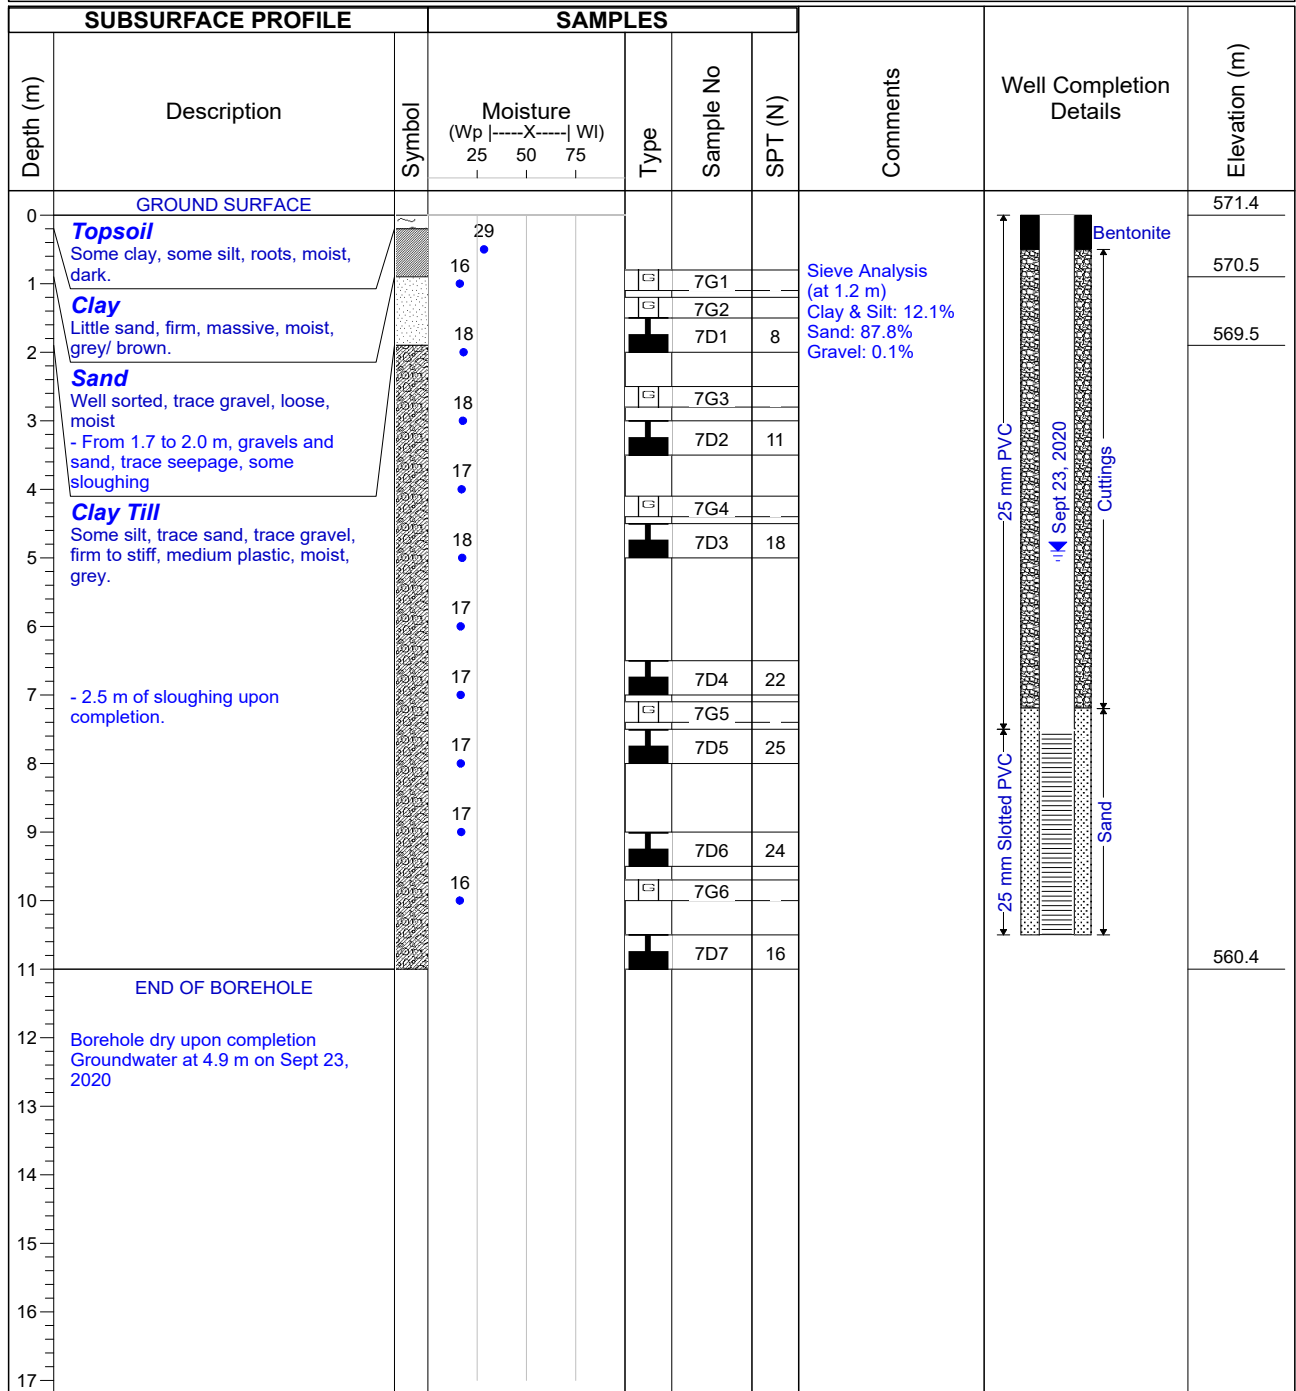 SUBSURFACE PROFILE
SAMPLES
Depth (m)
Description
Symbol
Moisture
(Wp |-----X-----| Wl)
25 50 75
Type
Sample No
SPT (N)
Comments
Well Completion
Details
Elevation (m)
GROUND SURFACE
571.4
0
Topsoil
Some clay, some silt, roots, moist,
dark.
29
Bentonite
16
G 7G1
Sieve Analysis
(at 1.2 m)
Clay & Silt: 12.1%
Sand: 87.8%
Gravel: 0.1%
570.5
1
Clay
Little sand, firm, massive, moist,
grey/ brown.
G 7G2
18
7D1 8
569.5
2
Sand
Well sorted, trace gravel, loose,
moist
- From 1.7 to 2.0 m, gravels and
sand, trace seepage, some
sloughing
18
G 7G3
3
7D2 11
17
4
Clay Till
Some silt, trace sand, trace gravel,
firm to stiff, medium plastic, moist,
grey.
G 7G4
18
7D3 18
5
25 mm PVC
Sept 23, 2020
Cuttings
17
6
17
7D4 22
- 2.5 m of sloughing upon
completion.
7
G 7G5
17
7D5 25
8
17
9
25 mm Slotted PVC
Sand
7D6 24
16
G 7G6
10
7D7 16
560.4
11
END OF BOREHOLE
12
Borehole dry upon completion
Groundwater at 4.9 m on Sept 23,
2020
13
14
15
16
17